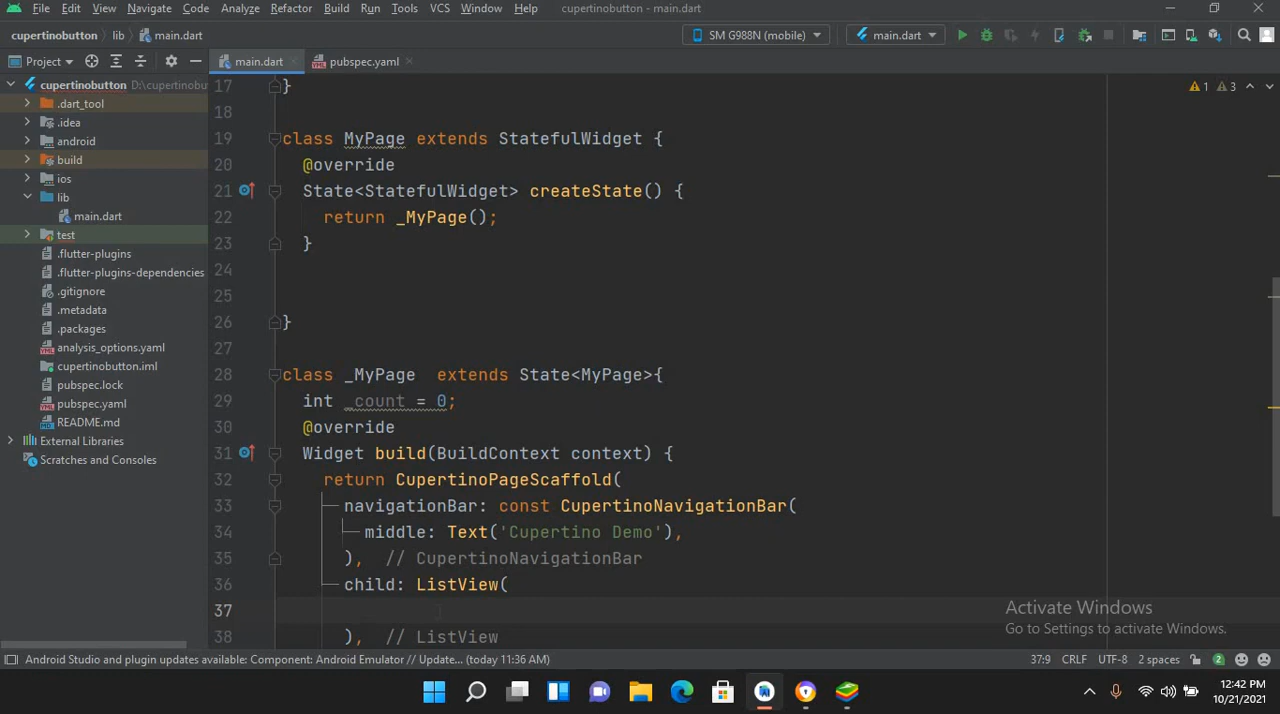 File Edit View Navigate Code Analyze Refactor Build Run Tools VCS Window Help cupertinobutton - main.dart
cupertinobutton lib main.dart SM G988N (mobile) main.dart
Project main.dart pubspec.yaml
cupertinobutton D:\cupertinobut
.dart_tool
.idea
android
build
ios
lib
main.dart
test
.flutter-plugins
.flutter-plugins-dependencies
.gitignore
.metadata
.packages
analysis_options.yaml
cupertinobutton.iml
pubspec.lock
pubspec.yaml
README.md
External Libraries
Scratches and Consoles
1 3
17 }
18
19 class MyPage extends StatefulWidget {
20 @override
21 State<StatefulWidget> createState() {
22 return _MyPage();
23 }
24
25
26 }
27
28 class _MyPage extends State<MyPage>{
29 int _count = 0;
30 @override
31 Widget build(BuildContext context) {
32 return CupertinoPageScaffold(
33 navigationBar: const CupertinoNavigationBar(
34 middle: Text('Cupertino Demo'),
35 ), // CupertinoNavigationBar
36 child: ListView(
37
38 ), // ListView
Activate Windows
Go to Settings to activate Windows.
Android Studio and plugin updates available: Component: Android Emulator // Update... (today 11:36 AM) 37:9 CRLF UTF-8 2 spaces 2
12:42 PM
10/21/2021